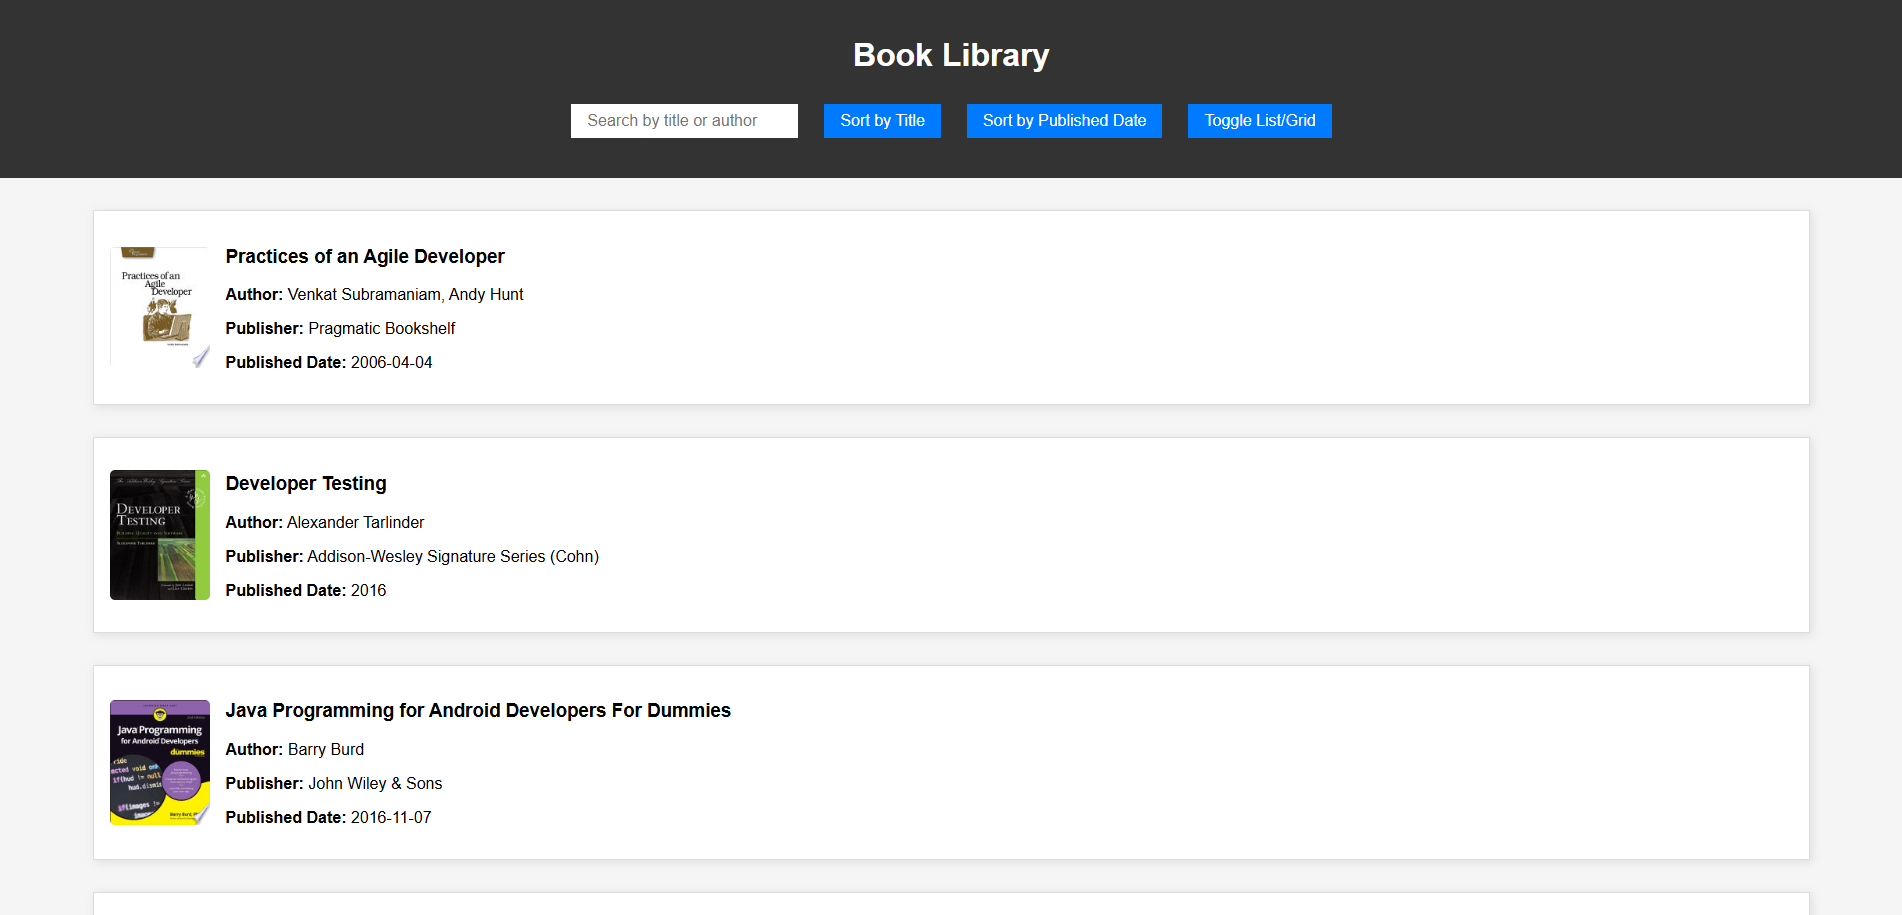 Book Library
Search by title or author
Sort by Title
Sort by Published Date
Toggle List/Grid
Practices of an
Agile
Developer
Practices of an Agile Developer
Author: Venkat Subramaniam, Andy Hunt
Publisher: Pragmatic Bookshelf
Published Date: 2006-04-04
DEVELOPER
TESTING
Developer Testing
Author: Alexander Tarlinder
Publisher: Addison-Wesley Signature Series (Cohn)
Published Date: 2016
Java Programming
for Android Developers
dummies
Java Programming for Android Developers For Dummies
Author: Barry Burd
Publisher: John Wiley & Sons
Published Date: 2016-11-07